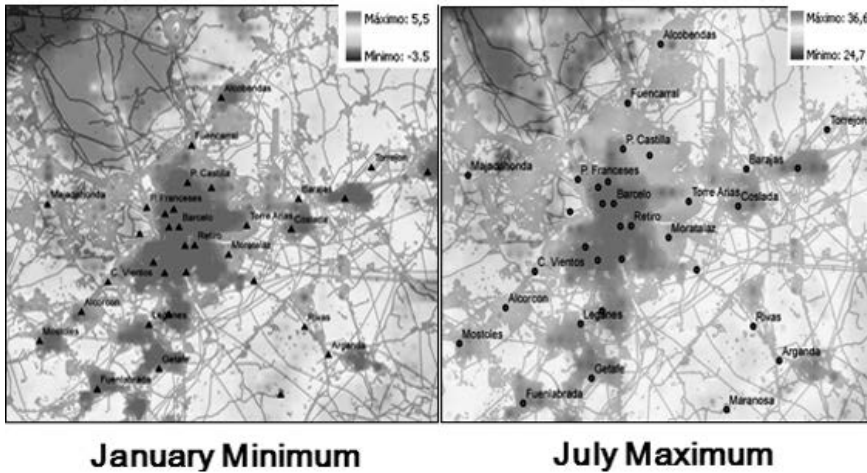 Máximo: 5,5
Mínimo: -3.5
Alcobendas
Fuencarral
P. Castilla
Torrejon
Majadahonda
P. Franceses
Barajas
Barcelo
Torre Arias
Coslada
Retiro
Moratalaz
C. Vientos
Alcorcon
Leganes
Rivas
Mostoles
Arganda
Getafe
Fuenlabrada
January Minimum
Máximo: 36,6
Mínimo: 24,7
Alcobendas
Fuencarral
Torrejon
P. Castilla
Barajas
Majadahonda
P. Franceses
Barcelo
Torre Arias
Coslada
Retiro
Moratalaz
C. Vientos
Alcorcon
Leganes
Rivas
Mostoles
Arganda
Getafe
Fuenlabrada
Maranosa
July Maximum